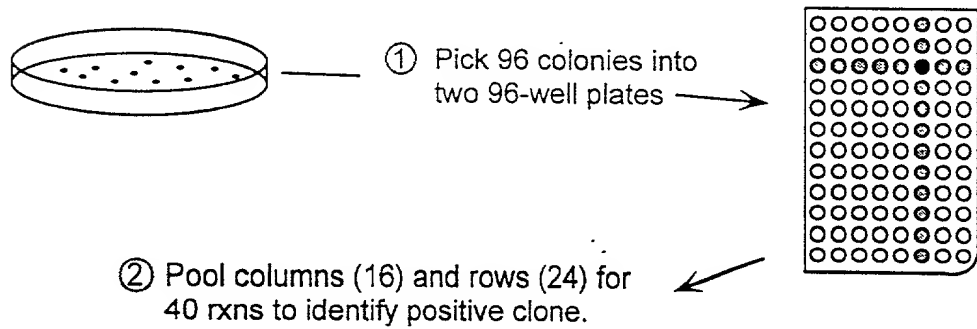 ① Pick 96 colonies into
two 96-well plates
② Pool columns (16) and rows (24) for
40 rxns to identify positive clone.